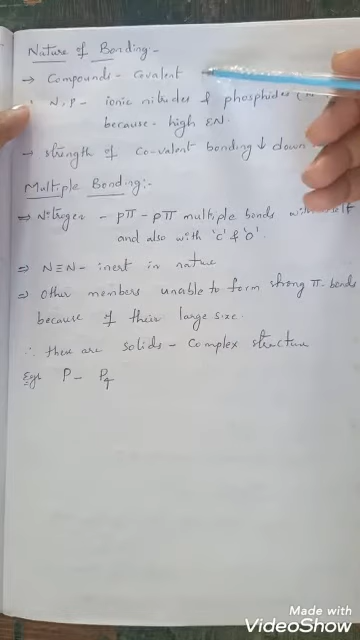 Nature of Bonding:-
→ Compounds - Covalent
N, P - ionic nitrides & phosphides
because - high EN.
→ strength of Co-valent bonding ↓ down
Multiple Bonding:-
⇒ Nitrogen - pπ - pπ multiple bonds with itself
and also with 'C' & 'O'.
⇒ N≡N - inert in nature
⇒ other members unable to form strong π-bonds
because of their large size.
∴ they are solids - complex structure
Eg:- P - P4
Made with
VideoShow